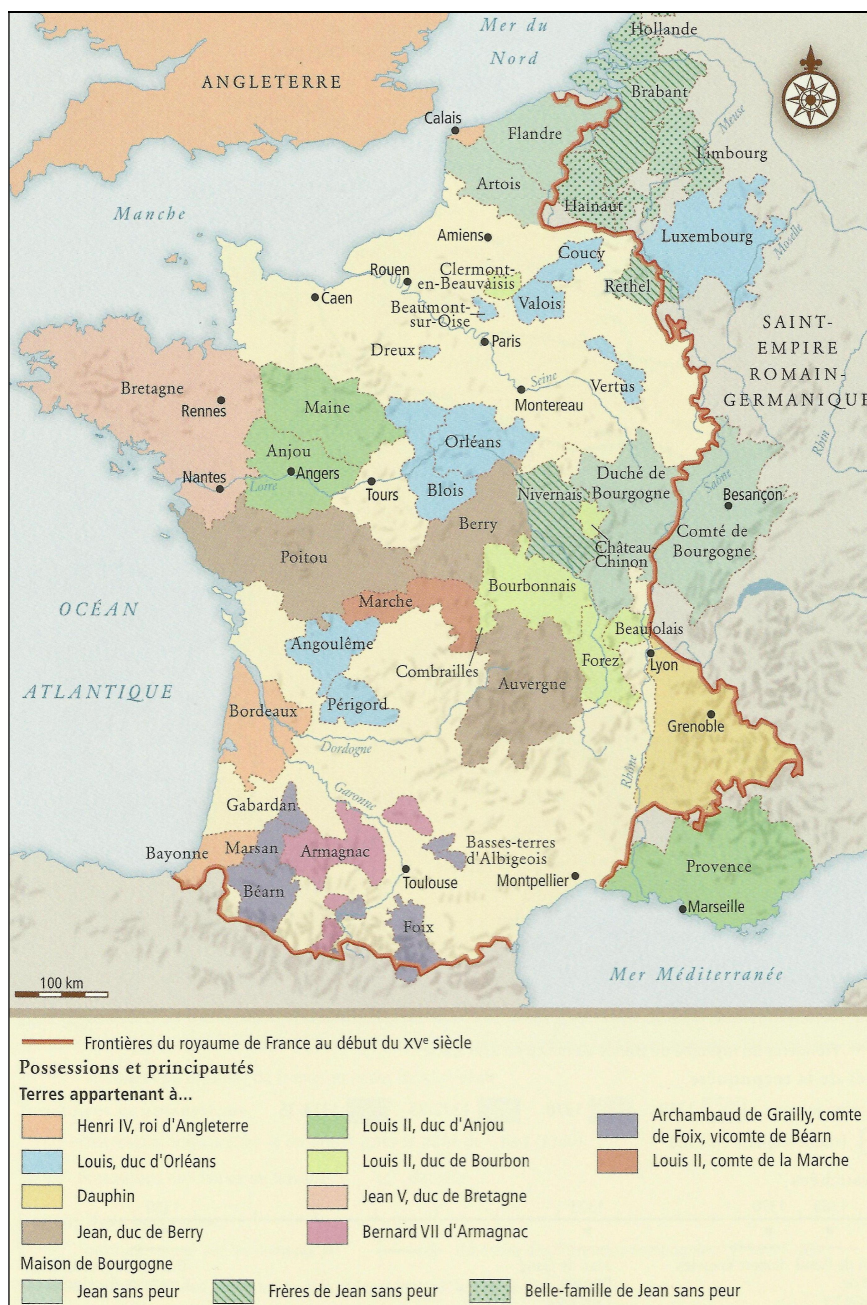 Mer du
Nord
Hollande
ANGLETERRE
Brabant
Calais
Flandre
Meuse
Limbourg
Artois
Hainaut
Manche
Amiens
Luxembourg
Moselle
Coucy
Rouen
Clermont-
en-Beauvaisis
Rethel
Caen
Beaumont-
sur-Oise
Valois
SAINT-
EMPIRE
ROMAIN-
GERMANIQUE
Dreux
Paris
Seine
Vertus
Bretagne
Rennes
Maine
Montereau
Rhin
Anjou
Orléans
Angers
Nantes
Loire
Tours
Blois
Nivernais
Duché de
Bourgogne
Saône
Besançon
Berry
Château-
Chinon
Comté de
Bourgogne
Poitou
Bourbonnais
OCÉAN
ATLANTIQUE
Marche
Beaujolais
Angoulême
Combrailles
Forez
Lyon
Auvergne
Périgord
Bordeaux
Grenoble
Dordogne
Rhône
Garonne
Gabardan
Bayonne
Marsan
Armagnac
Basses-terres
d'Albigeois
Provence
Béarn
Toulouse
Montpellier
Marseille
Foix
Mer Méditerranée
100 km
Frontières du royaume de France au début du XVe siècle
Possessions et principautés
Terres appartenant à...
Henri IV, roi d'Angleterre
Louis, duc d'Orléans
Dauphin
Jean, duc de Berry
Louis II, duc d'Anjou
Louis II, duc de Bourbon
Jean V, duc de Bretagne
Bernard VII d'Armagnac
Archambaud de Grailly, comte
de Foix, vicomte de Béarn
Louis II, comte de la Marche
Maison de Bourgogne
Jean sans peur
Frères de Jean sans peur
Belle-famille de Jean sans peur